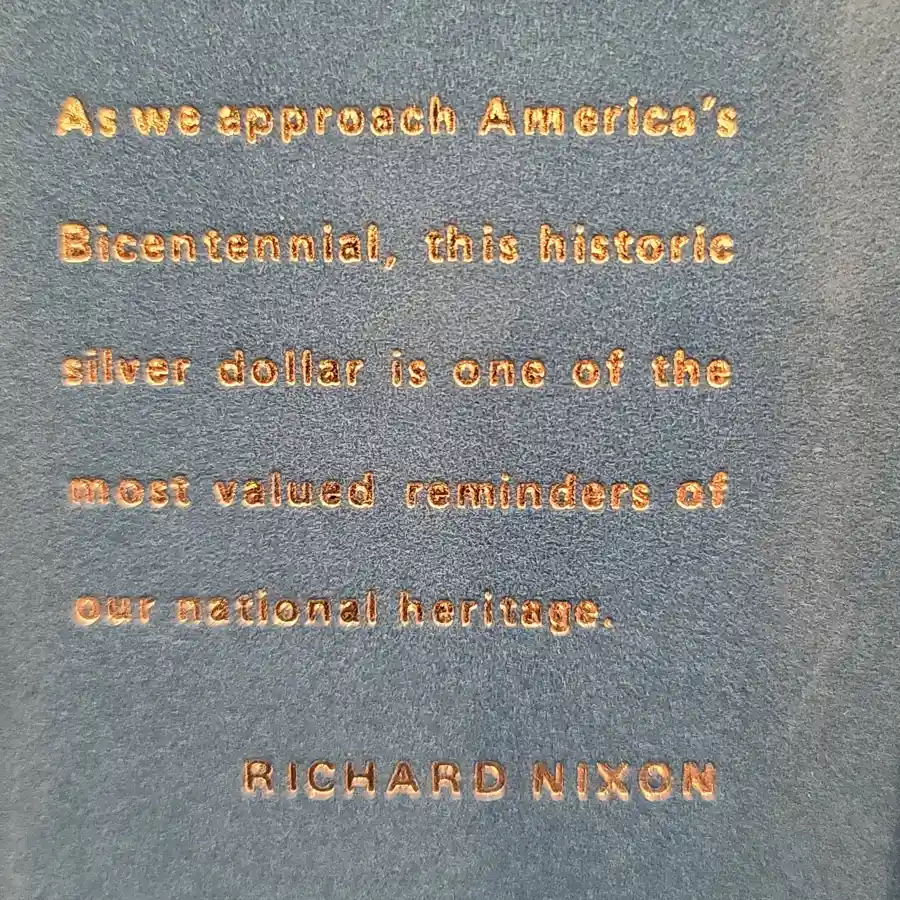 As we approach America's
Bicentennial, this historic
silver dollar is one of the
most valued reminders of
our national heritage.
RICHARD NIXON